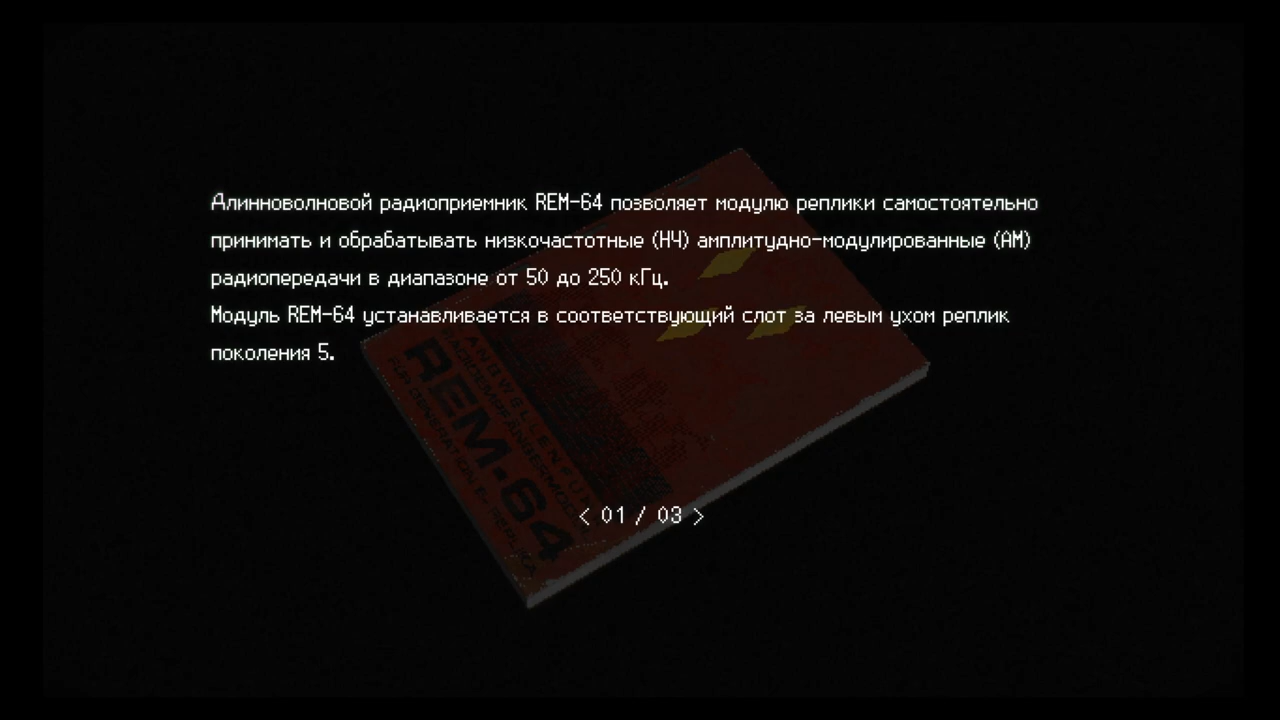 Длинноволновой радиоприемник REM-64 позволяет модулю реплики самостоятельно
принимать и обрабатывать низкочастотные (НЧ) амплитудно-модулированные (АМ)
радиопередачи в диапазоне от 50 до 250 кГц.
Модуль REM-64 устанавливается в соответствующий слот за левым ухом реплик
поколения 5.
REM-64
< 01 / 03 >